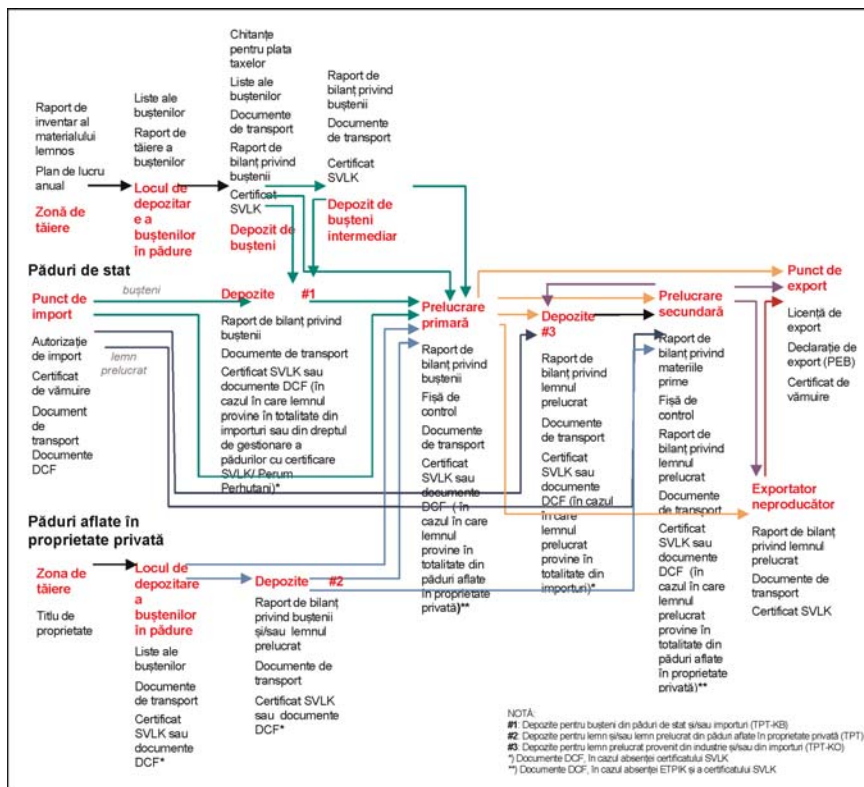 Raport de
inventar al
materialului
lemnos
Plan de lucru
anual
Zonă de
tăiere
Liste ale
buștenilor
Raport de
tăiere a
buștenilor
Locul de
depozitar
e a
buștenilor
în pădure
Chitanțe
pentru plata
taxelor
Liste ale
buștenilor
Documente
de transport
Raport de
bilanț privind
buștenii
Certificat
SVLK
Depozit de
bușteni
Raport de
bilanț privind
buștenii
Documente
de transport
Certificat
SVLK
Depozit de
bușteni
intermediar
Păduri de stat
Punct de
import
Autorizație
de import
Certificat
de vămuire
Document
de
transport
Documente
DCF
bușteni
lemn
prelucrat
Depozite #1
Raport de bilanț privind
buștenii
Documente de transport
Certificat SVLK sau
documente DCF (în
cazul în care lemnul
provine în totalitate din
importuri sau din dreptul
de gestionare a
pădurilor cu certificare
SVLK/ Perum
Perhutani)*
Prelucrare
primară
Raport de
bilanț privind
buștenii
Fișă de
control
Documente
de transport
Certificat
SVLK sau
documente
DCF ( în
cazul în care
lemnul
provine în
totalitate din
păduri aflate
în proprietate
privată)**
Depozite
#3
Raport de
bilanț privind
lemnul
prelucrat
Documente
de transport
Certificat
SVLK sau
documente
DCF (în cazul
în care
lemnul
prelucrat
provine în
totalitate din
importuri)*
Prelucrare
secundară
Raport de
bilanț privind
materiile
prime
Fișă de
control
Raport de
bilanț privind
lemnul
prelucrat
Documente
de transport
Certificat
SVLK sau
documente
DCF (în
cazul în care
lemnul
prelucrat
provine în
totalitate din
păduri aflate
în proprietate
privată)**
Punct de
export
Licență de
export
Declarație de
export (PEB)
Certificat de
vămuire
Exportator
neproducător
Raport de bilanț
privind lemnul
prelucrat
Documente de
transport
Certificat SVLK
Păduri aflate în
proprietate privată
Zona de
tăiere
Titlu de
proprietate
Locul de
depozitare
a
buștenilor
în pădure
Liste ale
buștenilor
Documente
de transport
Certificat
SVLK sau
documente
DCF*
Depozite #2
Raport de bilanț
privind buștenii
și/sau lemnul
prelucrat
Documente de
transport
Certificat SVLK
sau documente
DCF*
NOTĂ:
#1: Depozite pentru bușteni din păduri de stat și/sau importuri (TPT-KB)
#2: Depozite pentru lemn și/sau lemn prelucrat din păduri aflate în proprietate privată (TPT)
#3: Depozite pentru lemn prelucrat provenit din industrie și/sau din importuri (TPT-KO)
*) Documente DCF, în cazul absenței certificatului SVLK
**) Documente DCF, în cazul absenței ETPIK și a certificatului SVLK